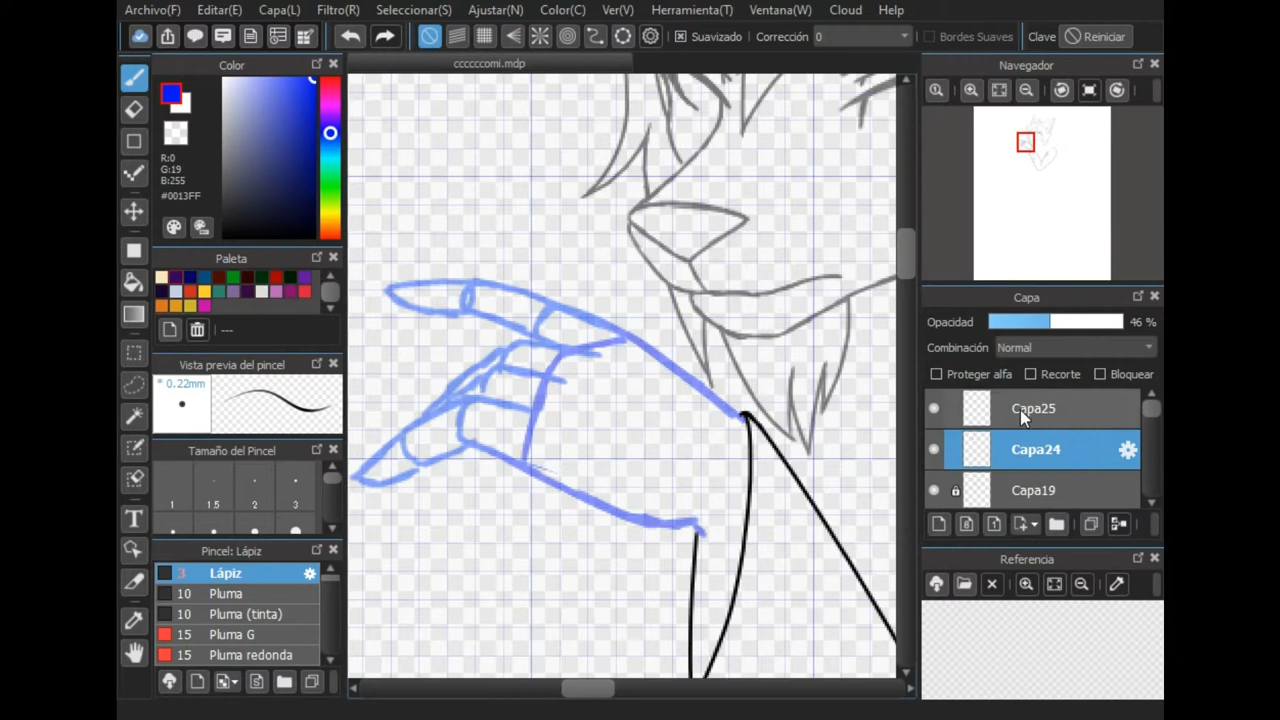 Archivo(F) Editar(E) Capa(L) Filtro(R) Seleccionar(S) Ajustar(N) Color(C) Ver(V) Herramienta(T) Ventana(W) Cloud Help
Suavizado Corrección 0 Bordes Suaves Clave Reiniciar
Color
ccccccomi.mdp
Navegador
R:0
G:19
B:255
#0013FF
Paleta
---
Vista previa del pincel
* 0.22mm
Tamaño del Pincel
1 1.5 2 3
Pincel: Lápiz
3 Lápiz
10 Pluma
10 Pluma (tinta)
15 Pluma G
15 Pluma redonda
Capa
Opacidad 46 %
Combinación Normal
Proteger alfa Recorte Bloquear
Capa25
Capa24
Capa19
Referencia